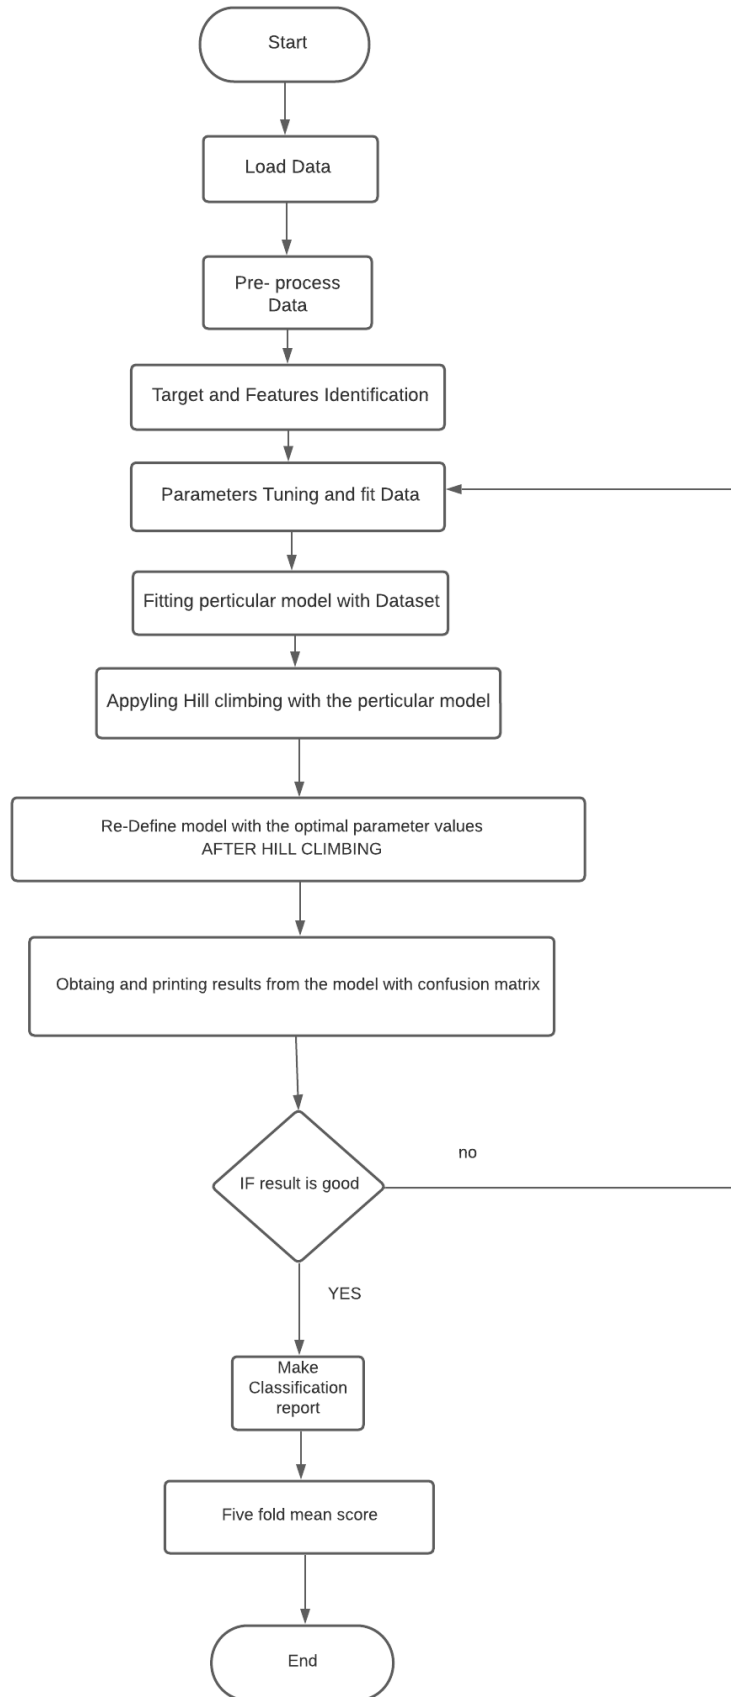 Start
Load Data
Pre- process
Data
Target and Features Identification
Parameters Tuning and fit Data
Fitting perticular model with Dataset
Appyling Hill climbing with the perticular model
Re-Define model with the optimal parameter values
AFTER HILL CLIMBING
Obtaing and printing results from the model with confusion matrix
no
IF result is good
YES
Make
Classification
report
Five fold mean score
End